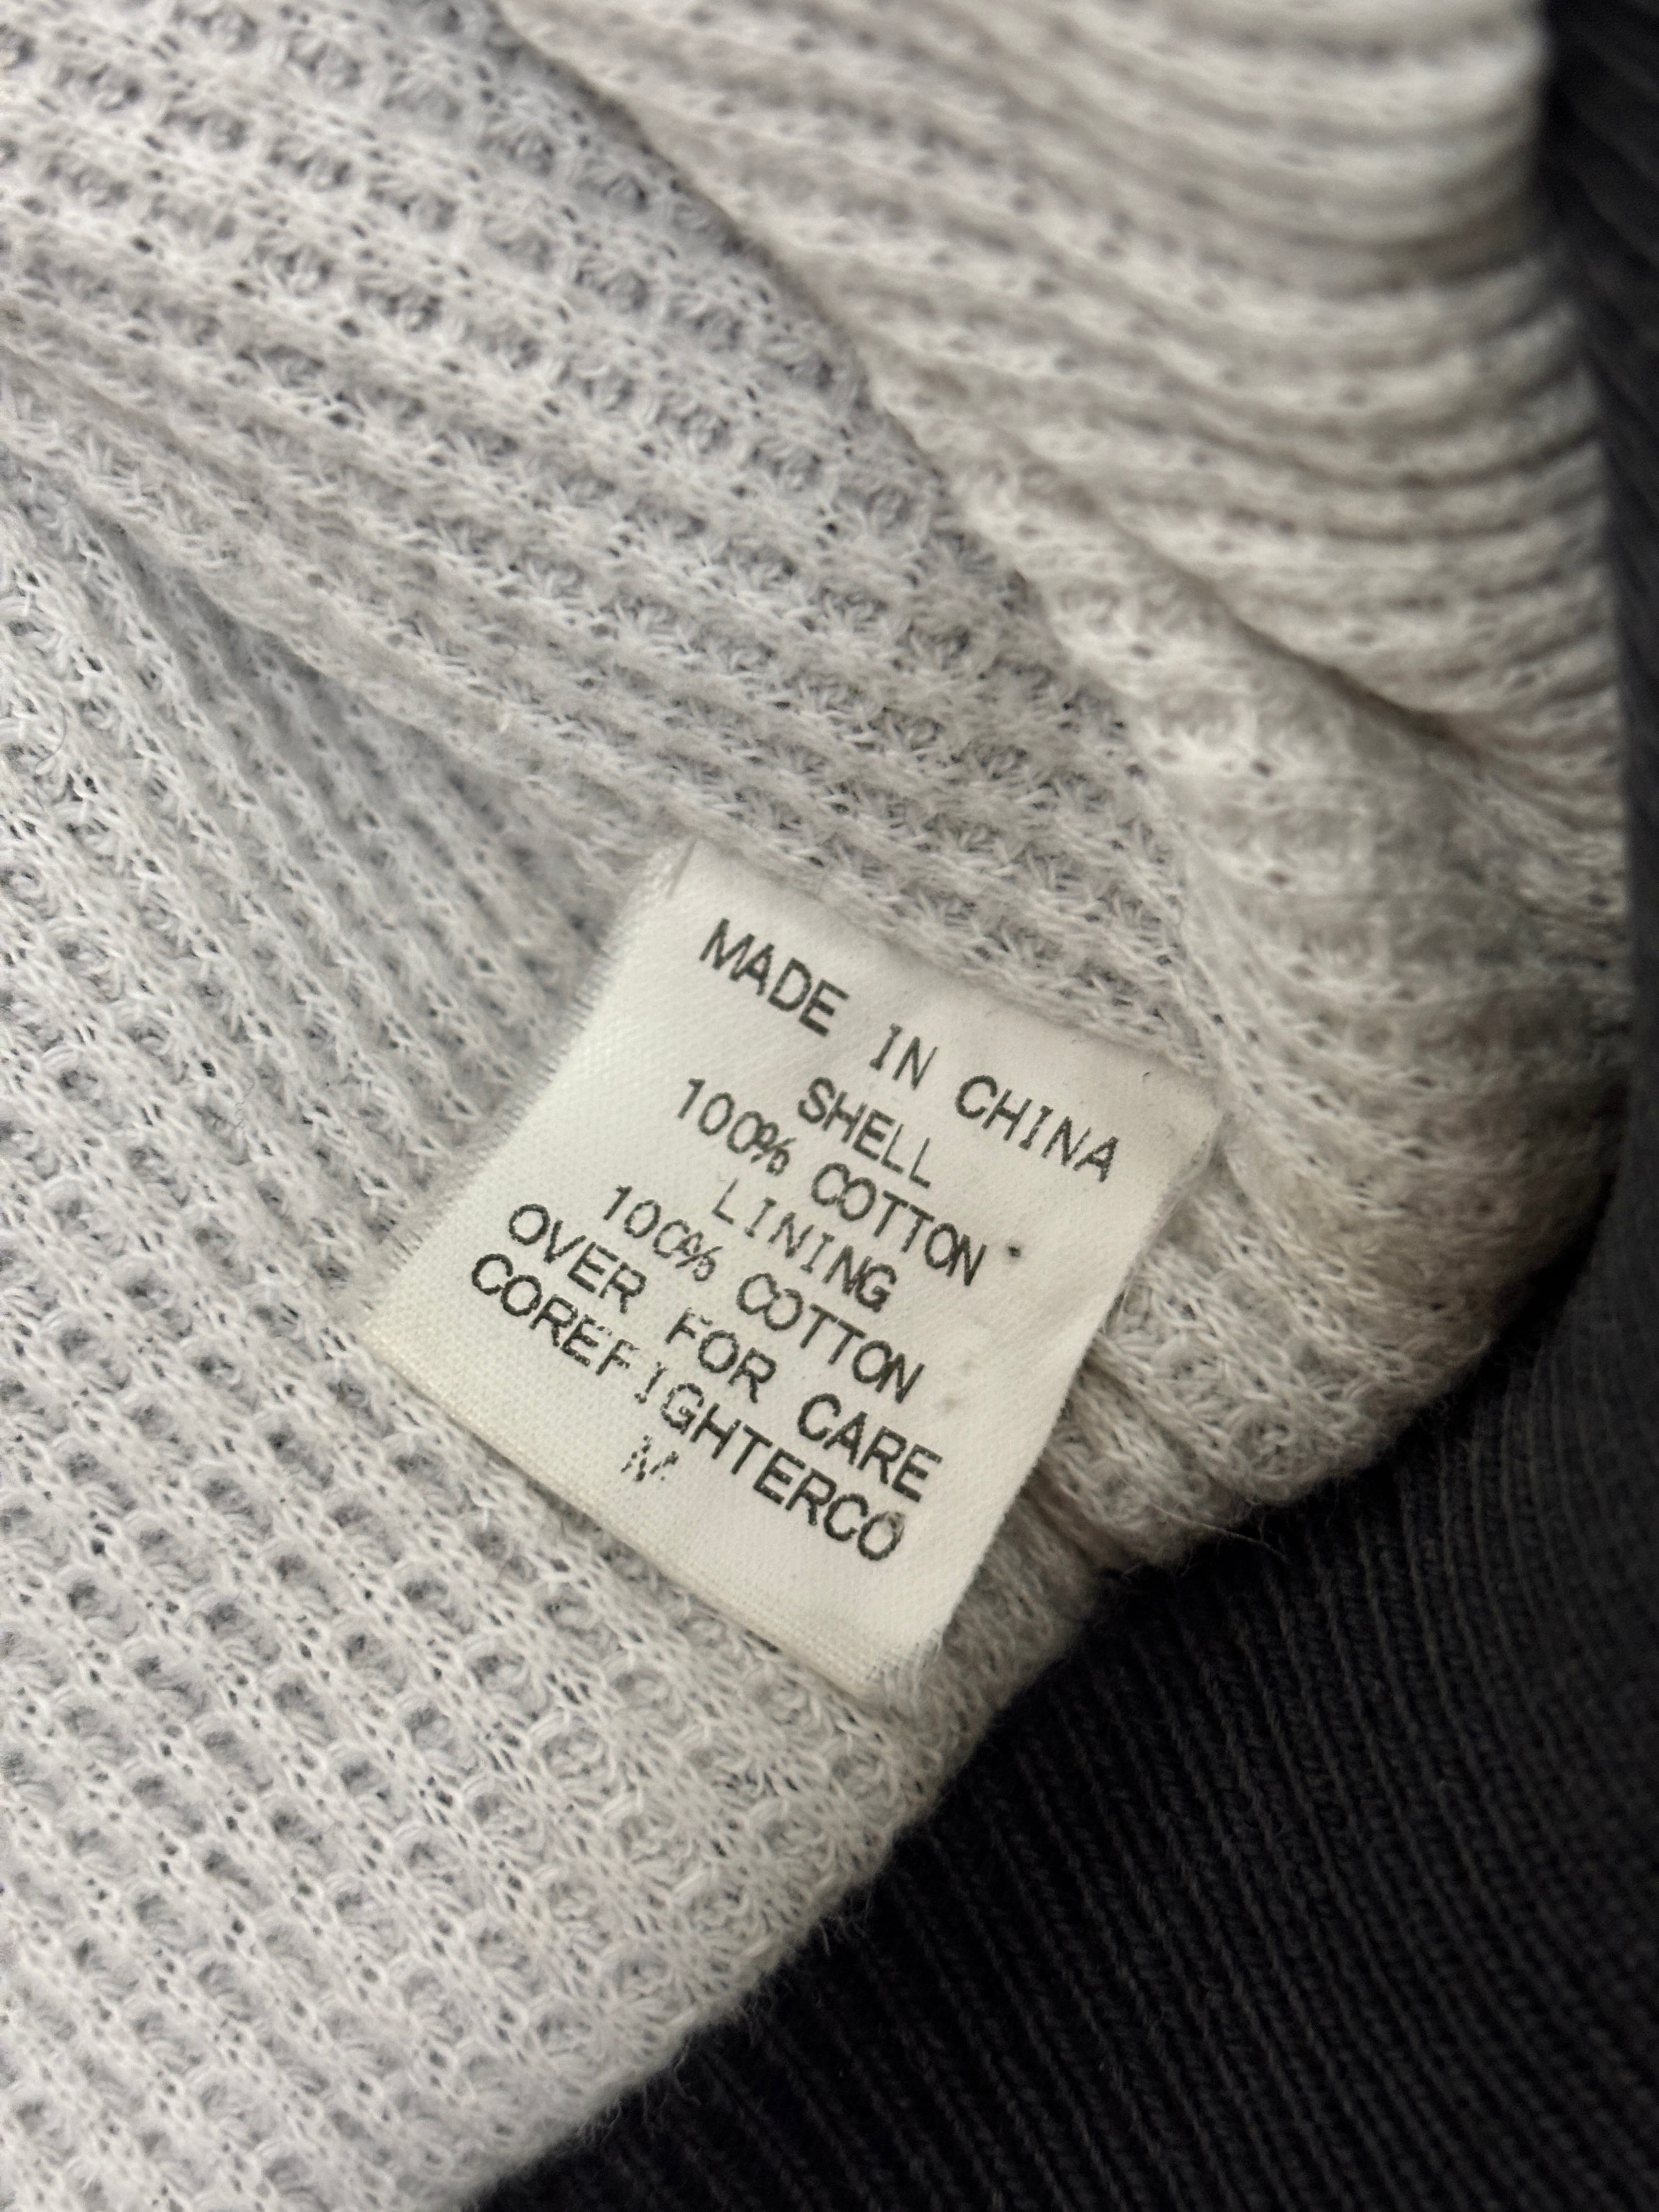 MADE IN CHINA
SHELL
100% COTTON
LINING
100% COTTON
OVER FOR CARE
COREFIGHTERCO
M